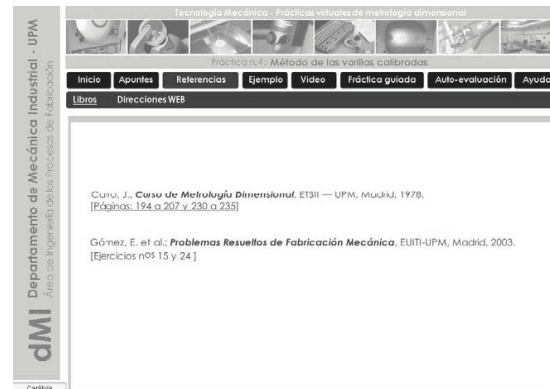 Tecnología Mecánica - Prácticas virtuales de metrología dimensional
Práctica n.4: Método de las varillas calibradas
Inicio Apuntes Referencias Ejemplo Video Práctica guiada Auto-evaluación Ayuda
Libros Direcciones WEB
Departamento de Mecánica Industrial - UPM
Área de Ingeniería de los Procesos de Fabricación
dMI
Curro, J., Curso de Metrología Dimensional, ETSII — UPM, Madrid, 1978.
[Páginas: 194 a 207 y 230 a 235]
Gómez, E. et al.; Problemas Resueltos de Fabricación Mecánica, EUITI-UPM, Madrid, 2003.
[Ejercicios nos 15 y 24 ]